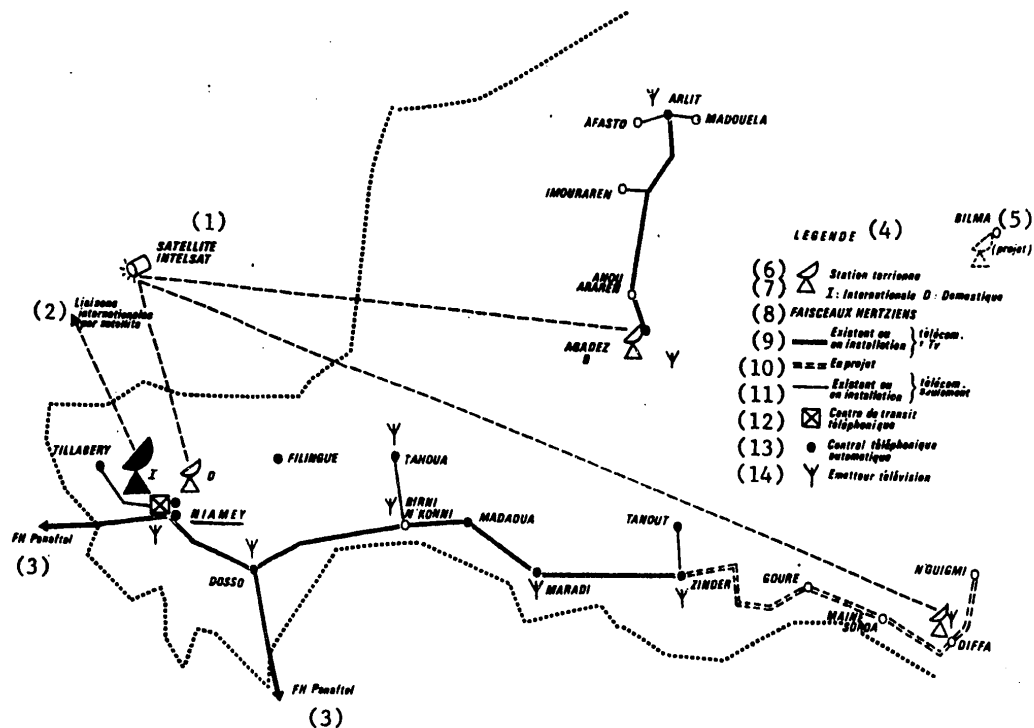 ARLIT
AFASTO
MADOUELA
IMOURAREN
(1)
SATELLITE
INTELSAT
LEGENDE (4)
BILMA (5)
(projet)
(2) Liaisons
internationales
par satellite
ANOU
ARAREN
AGADEZ
D
(6) Station terrienne
(7) I : Internationale D : Domestique
(8) FAISCEAUX HERTZIENS
(9) Existent ou
en installation } télécom.
+ TV
(10) En projet
(11) Existent ou
en installation } télécom.
seulement
(12) Centre de transit
téléphonique
(13) Central téléphonique
automatique
(14) Emetteur télévision
TILLABERY
I
D
FILINGUE
TAHOUA
NIAMEY
BIRNI
N'KONNI
MADAOUA
TANOUT
FH Panaftel
(3)
DOSSO
MARADI
ZINDER
GOURE
N'GUIGMI
MAINE
SOROA
DIFFA
FH Panaftel
(3)